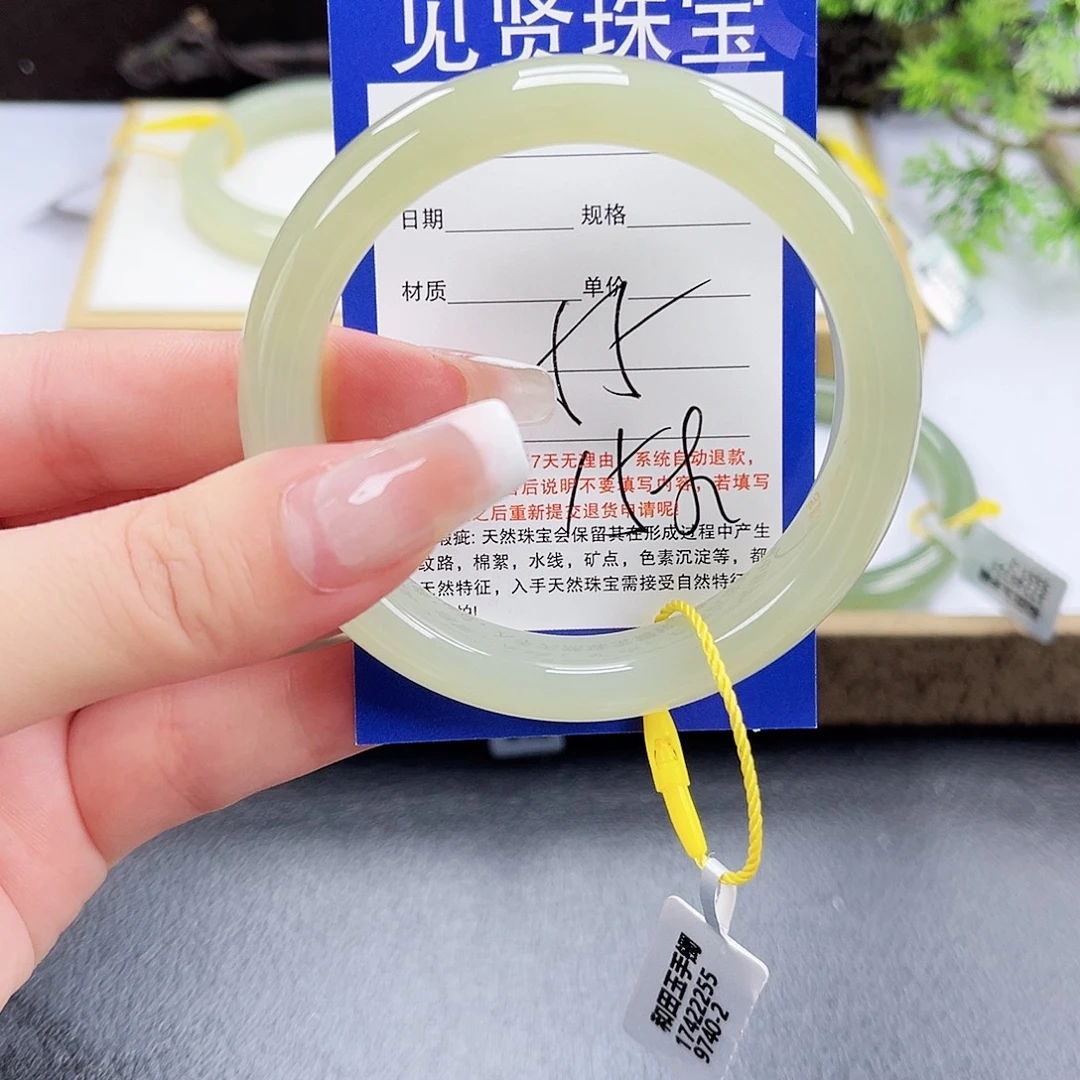 见贤珠宝
日期 规格
材质 单价
7天无理由 系统自动退款，
后说明不要填写内容，若填写
之后重新提交退货申请呢！
瑕疵: 天然珠宝会保留其在形成过程中产生
纹路，棉絮，水线，矿点，色素沉淀等，都
天然特征，入手天然珠宝需接受自然特征
和田玉手镯
17422255
9740-2